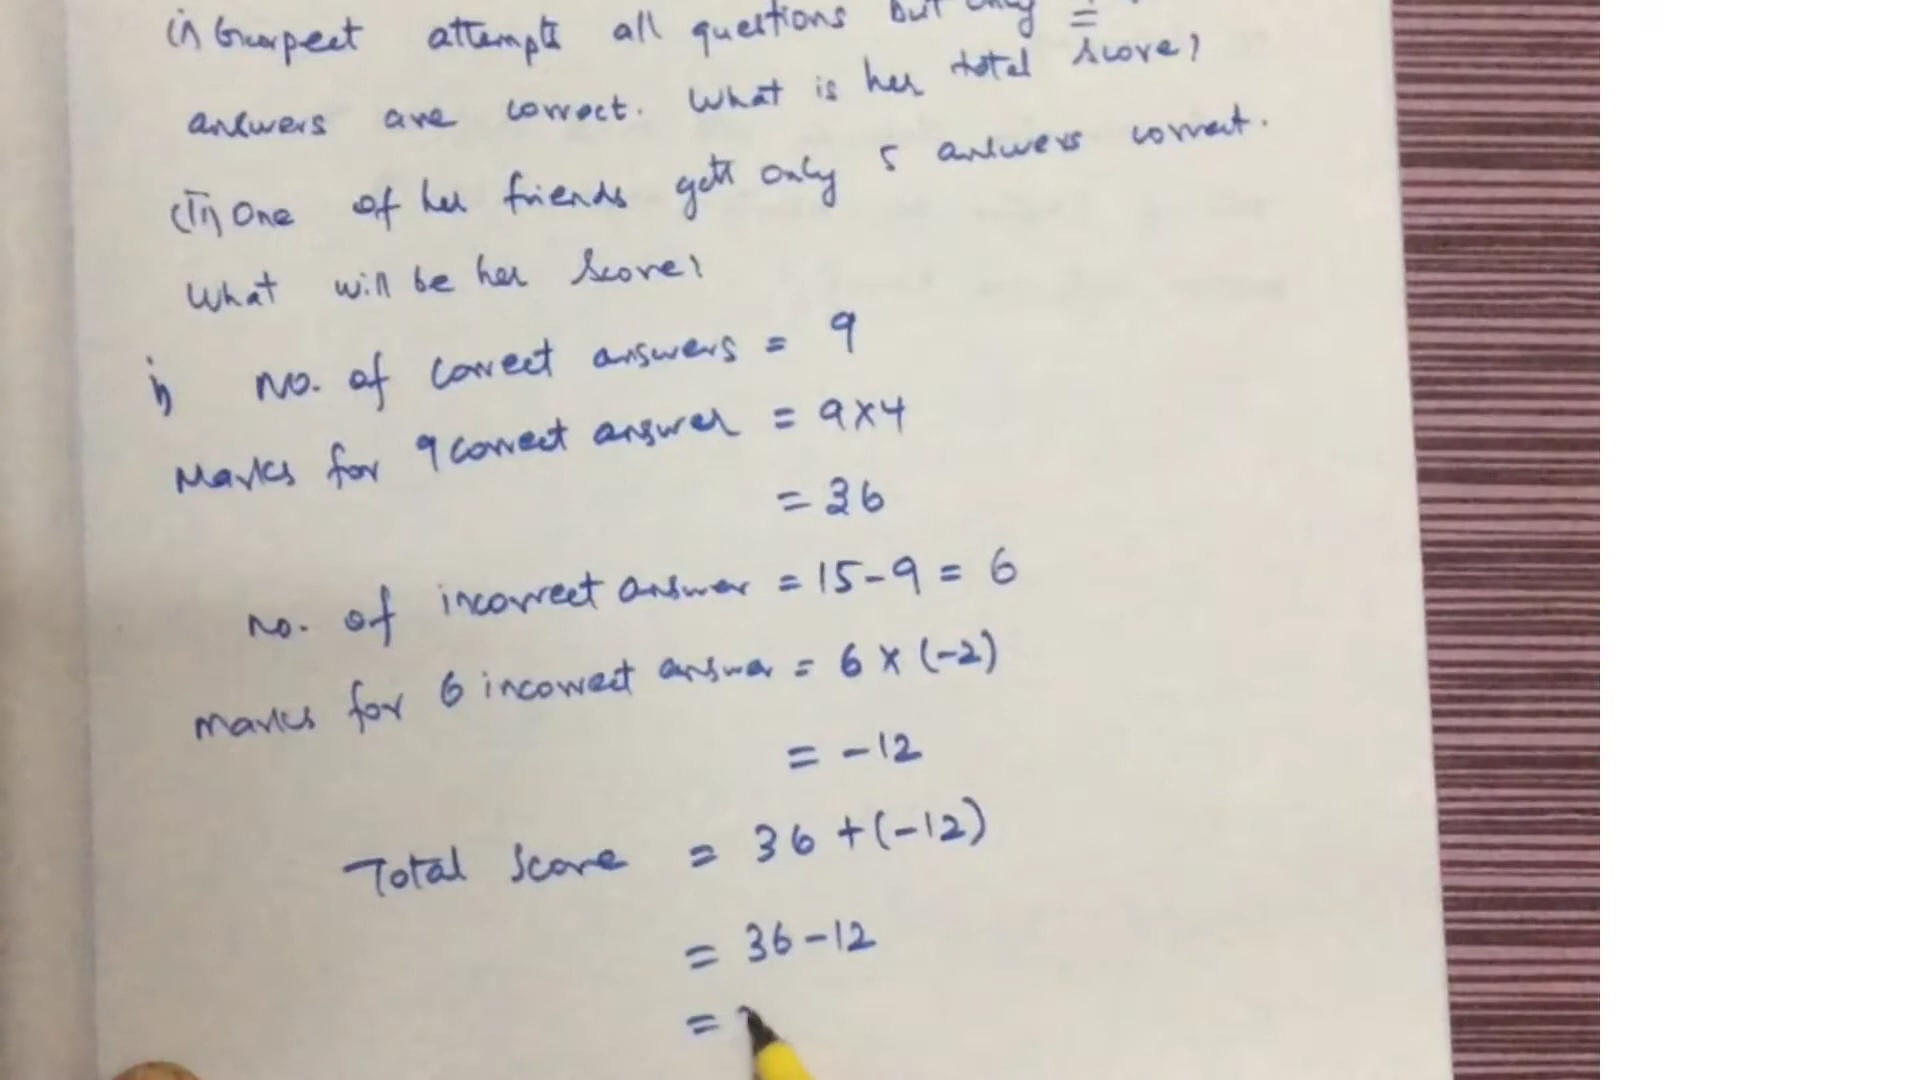 (i) Gurpreet attempts all questions but only
answers are correct. What is her total score?
(ii) One of her friends gets only 5 answers correct.
What will be her score?
i) No. of correct answers = 9
Marks for 9 correct answer = 9×4
= 36
no. of incorrect answer = 15-9 = 6
marks for 6 incorrect answer = 6 × (-2)
= -12
Total Score = 36 +(-12)
= 36-12
=